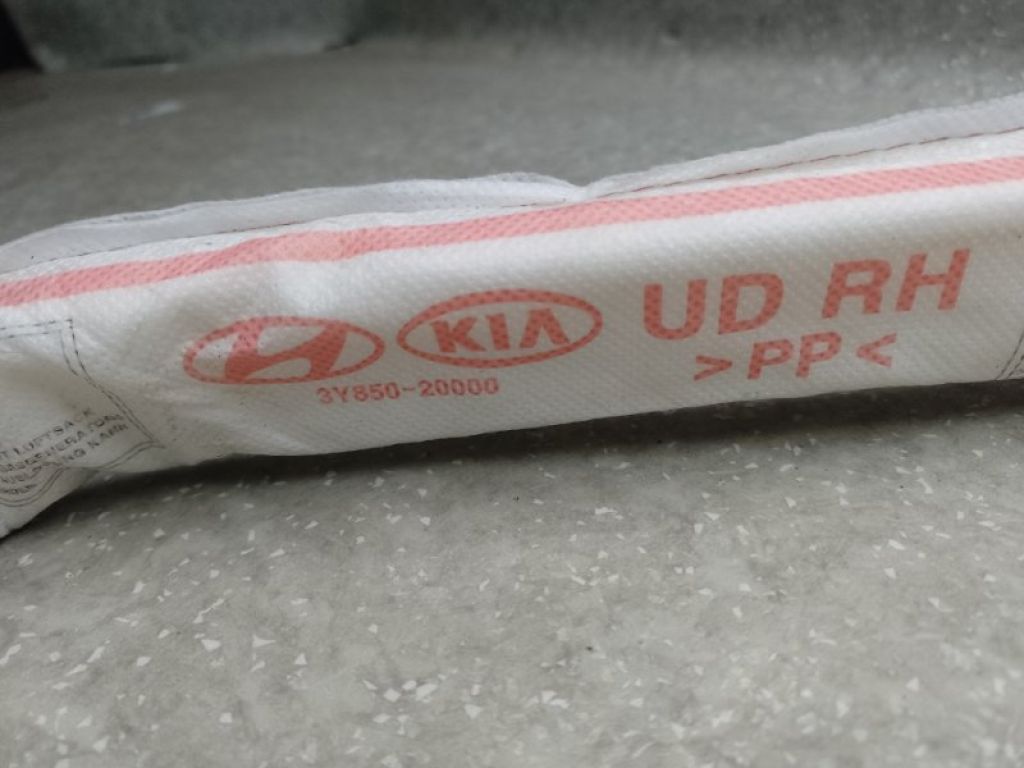 KIA
UD RH
3Y850-20000
>PP<